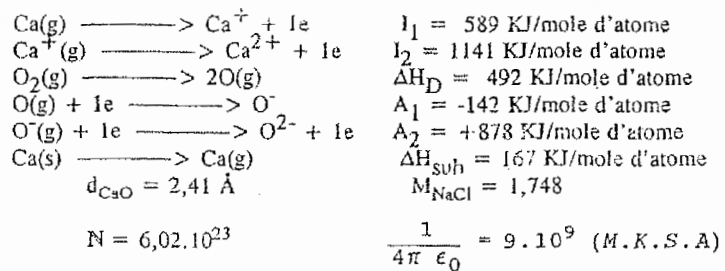 Ca(g) ———> Ca⁺ + 1e I₁ = 589 KJ/mole d'atome
Ca⁺(g) ———> Ca²⁺ + 1e I₂ = 1141 KJ/mole d'atome
O₂(g) ———> 2O(g) ΔH_D = 492 KJ/mole d'atome
O(g) + 1e ———> O⁻ A₁ = -142 KJ/mole d'atome
O⁻(g) + 1e ———> O²⁻ + 1e A₂ = +878 KJ/mole d'atome
Ca(s) ———> Ca(g) ΔH_sub = 167 KJ/mole d'atome
d_CaO = 2,41 Å M_NaCl = 1,748
N = 6,02.10²³ 1/(4π ε₀) = 9.10⁹ (M.K.S.A)